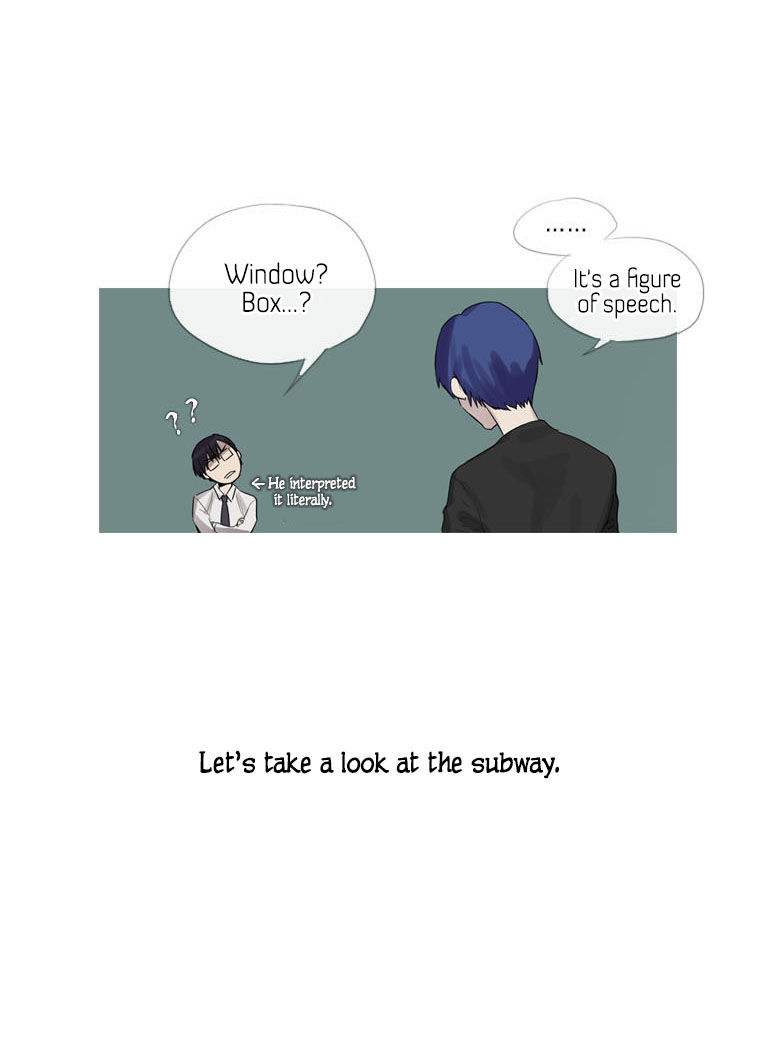 Window?
Box...?
……
It's a figure
of speech.
? ?
← He interpreted
it literally.
Let's take a look at the subway.